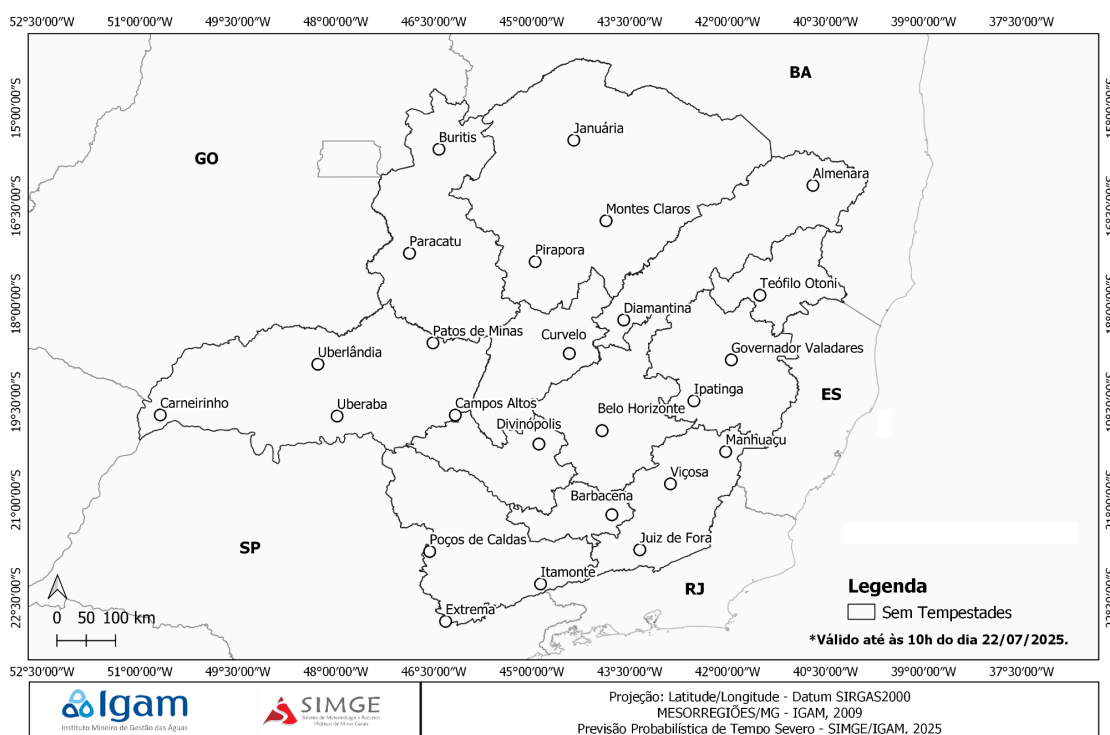 52°30'00"W 51°00'00"W 49°30'00"W 48°00'00"W 46°30'00"W 45°00'00"W 43°30'00"W 42°00'00"W 40°30'00"W 39°00'00"W 37°30'00"W
15°00'00"S
16°30'00"S
18°00'00"S
19°30'00"S
21°00'00"S
22°30'00"S
BA
GO
Januária
Buritis
Almenara
Montes Claros
Paracatu
Pirapora
Teófilo Otoni
Diamantina
Patos de Minas
Curvelo
Uberlândia
Governador Valadares
Ipatinga
ES
Carneirinho
Uberaba
Campos Altos
Belo Horizonte
Divinópolis
Manhuaçu
Viçosa
Barbacena
SP
Poços de Caldas
Juiz de Fora
Itamonte
RJ
Extrema
0 50 100 km
Legenda
Sem Tempestades
*Válido até às 10h do dia 22/07/2025.
52°30'00"W 51°00'00"W 49°30'00"W 48°00'00"W 46°30'00"W 45°00'00"W 43°30'00"W 42°00'00"W 40°30'00"W 39°00'00"W 37°30'00"W
Igam
Instituto Mineiro de Gestão das Águas
SIMGE
Sistema de Meteorologia e Recursos
Hídricos de Minas Gerais
Projeção: Latitude/Longitude - Datum SIRGAS2000
MESORREGIÕES/MG - IGAM, 2009
Previsão Probabilística de Tempo Severo - SIMGE/IGAM, 2025